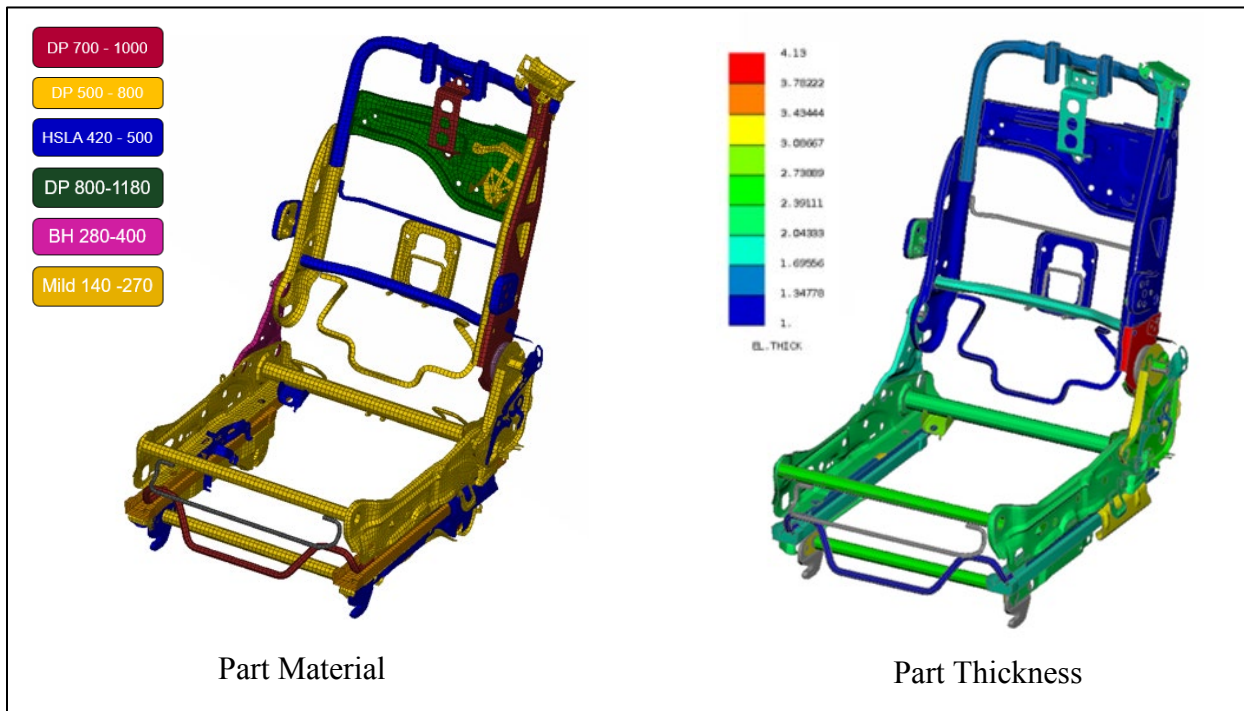 DP 700 - 1000
DP 500 - 800
HSLA 420 - 500
DP 800-1180
BH 280-400
Mild 140 -270
4.13
3.78222
3.43444
3.08667
2.73889
2.39111
2.04333
1.69556
1.34778
1.
EL.THICK
Part Material
Part Thickness